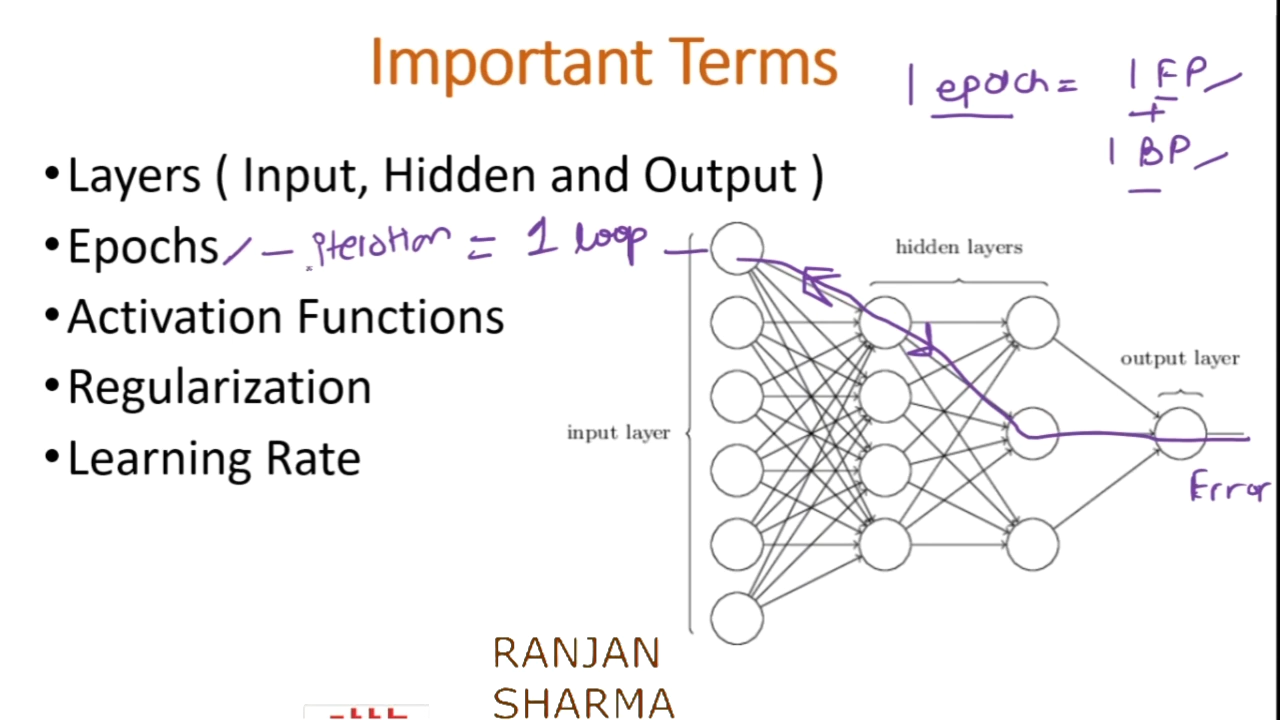 Important Terms
1 epoch = 1 FP
+
1 BP
•Layers ( Input, Hidden and Output )
•Epochs / - iteration = 1 loop -
hidden layers
•Activation Functions
output layer
•Regularization
input layer
•Learning Rate
Error
RANJAN
SHARMA